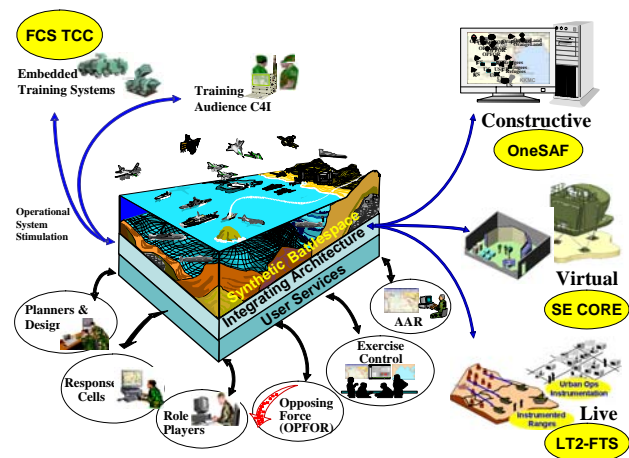 FCS TCC
Embedded
Training Systems
Training
Audience C4I
Constructive
OneSAF
Operational
System
Stimulation
Synthetic Battlespace
Integrating Architecture
User Services
Virtual
SE CORE
Planners &
Design
AAR
Exercise
Control
Response
Cells
Role
Players
Opposing
Force
(OPFOR)
Urban Ops
Instrumentation
Instrumented
Ranges
Live
LT2-FTS